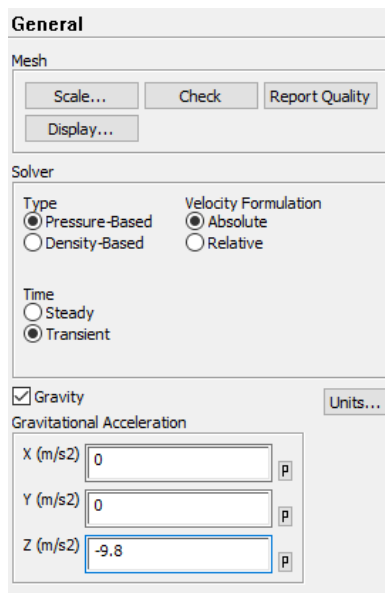 General
Mesh
Scale... Check Report Quality
Display...
Solver
Type Velocity Formulation
Pressure-Based Absolute
Density-Based Relative
Time
Steady
Transient
Gravity Units...
Gravitational Acceleration
X (m/s2) 0 P
Y (m/s2) 0 P
Z (m/s2) -9.8 P